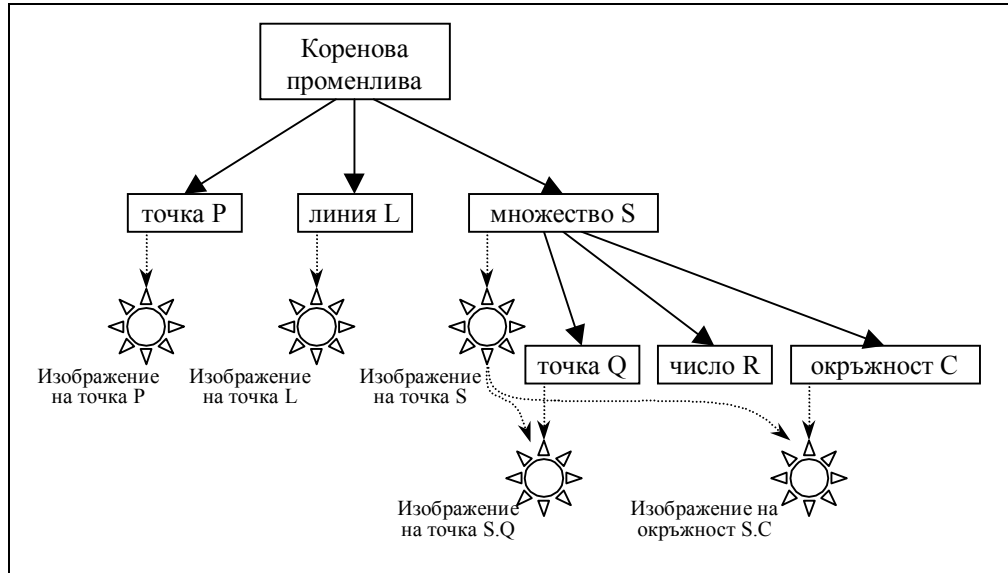 Коренова
променлива
точка P
линия L
множество S
Изображение
на точка P
Изображение
на точка L
Изображение
на точка S
точка Q
число R
окръжност C
Изображение
на точка S.Q
Изображение на
окръжност S.C